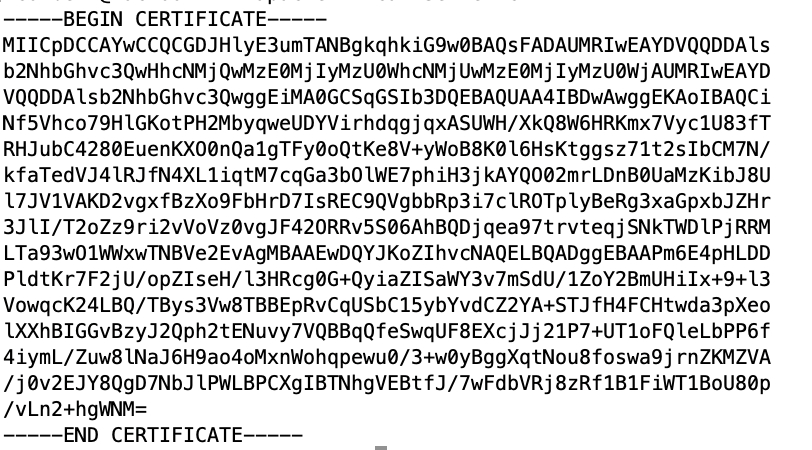 -----BEGIN CERTIFICATE-----
MIICpDCCAYwCCQCGDJHlyE3umTANBgkqhkiG9w0BAQsFADAUMRIwEAYDVQQDDAls
b2NhbGhvc3QwHhcNMjQwMzE0MjIyMzU0WhcNMjUwMzE0MjIyMzU0WjAUMRIwEAYD
VQQDDAlsb2NhbGhvc3QwggEiMA0GCSqGSIb3DQEBAQUAA4IBDwAwggEKAoIBAQCi
Nf5Vhco79HlGKotPH2MbyqweUDYVirhdqgjqxASUWH/XkQ8W6HRKmx7Vyc1U83fT
RHJubC4280EuenKXO0nQa1gTFy0oQtKe8V+yWoB8K0l6HsKtggsz71t2sIbCM7N/
kfaTedVJ4lRJfN4XL1iqtM7cqGa3bOlWE7phiH3jkAYQO02mrLDnB0UaMzKibJ8U
l7JV1VAKD2vgxfBzXo9FbHrD7IsREC9QVgbbRp3i7clROTplyBeRg3xaGpxbJZHr
3JlI/T2oZz9ri2vVoVz0vgJF42ORRv5S06AhBQDjqea97trvteqjSNkTWDlPjRRM
LTa93wO1WWxwTNBVe2EvAgMBAAEwDQYJKoZIhvcNAQELBQADggEBAAPm6E4pHLDD
PldtKr7F2jU/opZIseH/l3HRcg0G+QyiaZISaWY3v7mSdU/1ZoY2BmUHiIx+9+l3
VowqcK24LBQ/TBys3Vw8TBBEpRvCqUSbC15ybYvdCZ2YA+STJfH4FCHtwda3pXeo
lXXhBIGGvBzyJ2Qph2tENuvy7VQBBqQfeSwqUF8EXcjJj21P7+UT1oFQleLbPP6f
4iymL/Zuw8lNaJ6H9ao4oMxnWohqpewu0/3+w0yBggXqtNou8foswa9jrnZKMZVA
/j0v2EJY8QgD7NbJlPWLBPCXgIBTNhgVEBtfJ/7wFdbVRj8zRf1B1FiWT1BoU80p
/vLn2+hgWNM=
-----END CERTIFICATE-----